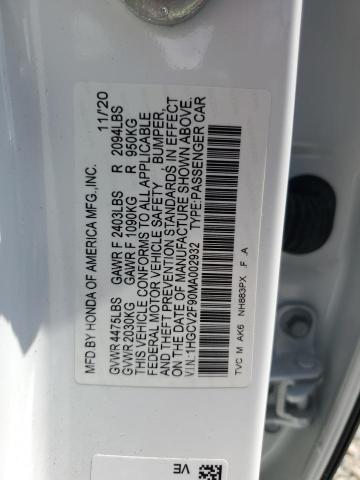 MFD BY HONDA OF AMERICA MFG., INC. 11/20
GVWR 4475LBS GAWR F 2403LBS R 2094LBS
GVWR 2030KG GAWR F 1090KG R 950KG
THIS VEHICLE CONFORMS TO ALL APPLICABLE
FEDERAL MOTOR VEHICLE SAFETY BUMPER,
AND THEFT PREVENTION STANDARDS IN EFFECT
ON THE DATE OF MANUFACTURE SHOWN ABOVE.
V.I.N.:1HGCV2F90MA002932 TYPE:PASSENGER CAR
TVC M AK6 NH883PX F A
VE